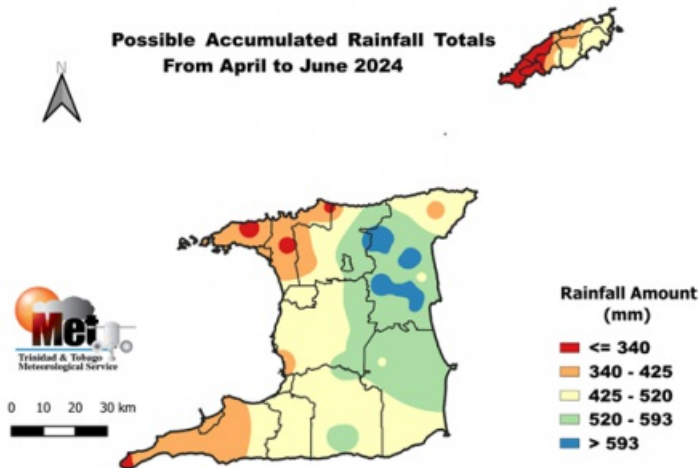 Possible Accumulated Rainfall Totals
From April to June 2024
N
Met
Trinidad & Tobago
Meteorological Service
0 10 20 30 km
Rainfall Amount
(mm)
<= 340
340 - 425
425 - 520
520 - 593
> 593